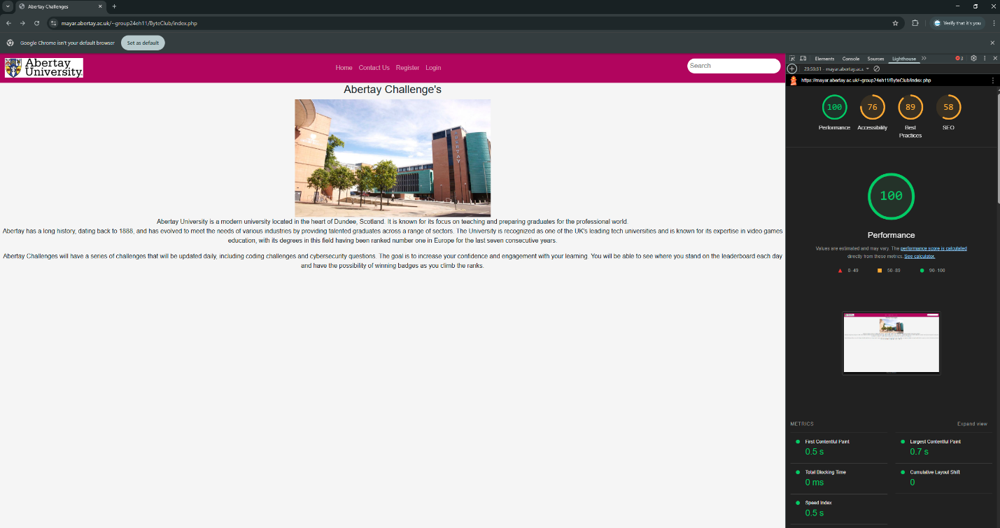 Abertay Challenges
mayar.abertay.ac.uk/~group24eh11/ByteClub/index.php
Verify that it's you
Google Chrome isn't your default browser
Set as default
Abertay
University.
Home Contact Us Register Login
Search
Abertay Challenge's
ABERTAY
Abertay University is a modern university located in the heart of Dundee, Scotland. It is known for its focus on teaching and preparing graduates for the professional world.
Abertay has a long history, dating back to 1888, and has evolved to meet the needs of various industries by providing talented graduates across a range of sectors. The University is recognized as one of the UK's leading tech universities and is known for its expertise in video games
education, with its degrees in this field having been ranked number one in Europe for the last seven consecutive years.
Abertay Challenges will have a series of challenges that will be updated daily, including coding challenges and cybersecurity questions. The goal is to increase your confidence and engagement with your learning. You will be able to see where you stand on the leaderboard each day
and have the possibility of winning badges as you climb the ranks.
Elements Console Sources Lighthouse 3
23:53:31 - mayar.abertay.ac.u
https://mayar.abertay.ac.uk/~group24eh11/ByteClub/index.php
100 76 89 58
Performance Accessibility Best Practices SEO
100
Performance
Values are estimated and may vary. The performance score is calculated
directly from these metrics. See calculator.
0-49 50-89 90-100
METRICS Expand view
First Contentful Paint Largest Contentful Paint
0.5 s 0.7 s
Total Blocking Time Cumulative Layout Shift
0 ms 0
Speed Index
0.5 s